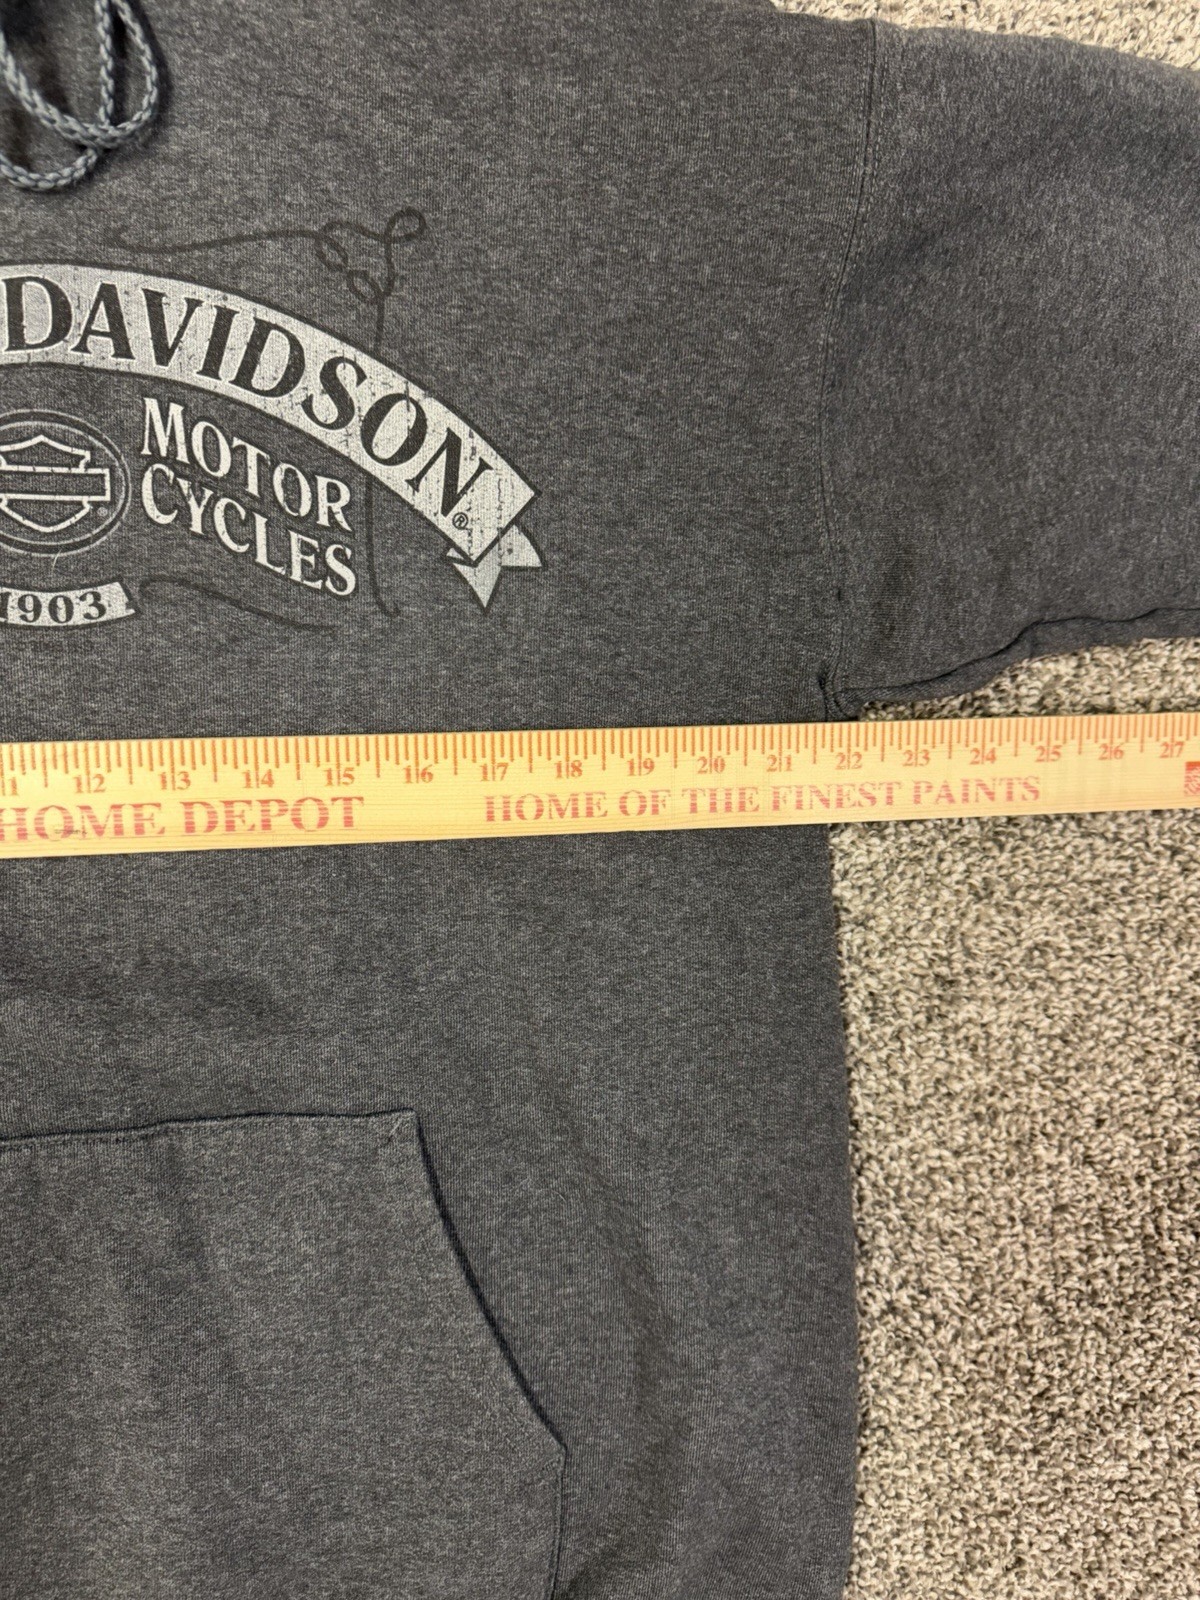 DAVIDSON®
MOTOR
CYCLES
1903
12 13 14 15 16 17 18 19 20 21 22 23 24 25 26 27
HOME DEPOT HOME OF THE FINEST PAINTS